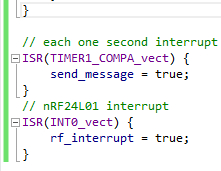 }
// each one second interrupt
ISR(TIMER1_COMPA_vect) {
send_message = true;
}
// nRF24L01 interrupt
ISR(INT0_vect) {
rf_interrupt = true;
}